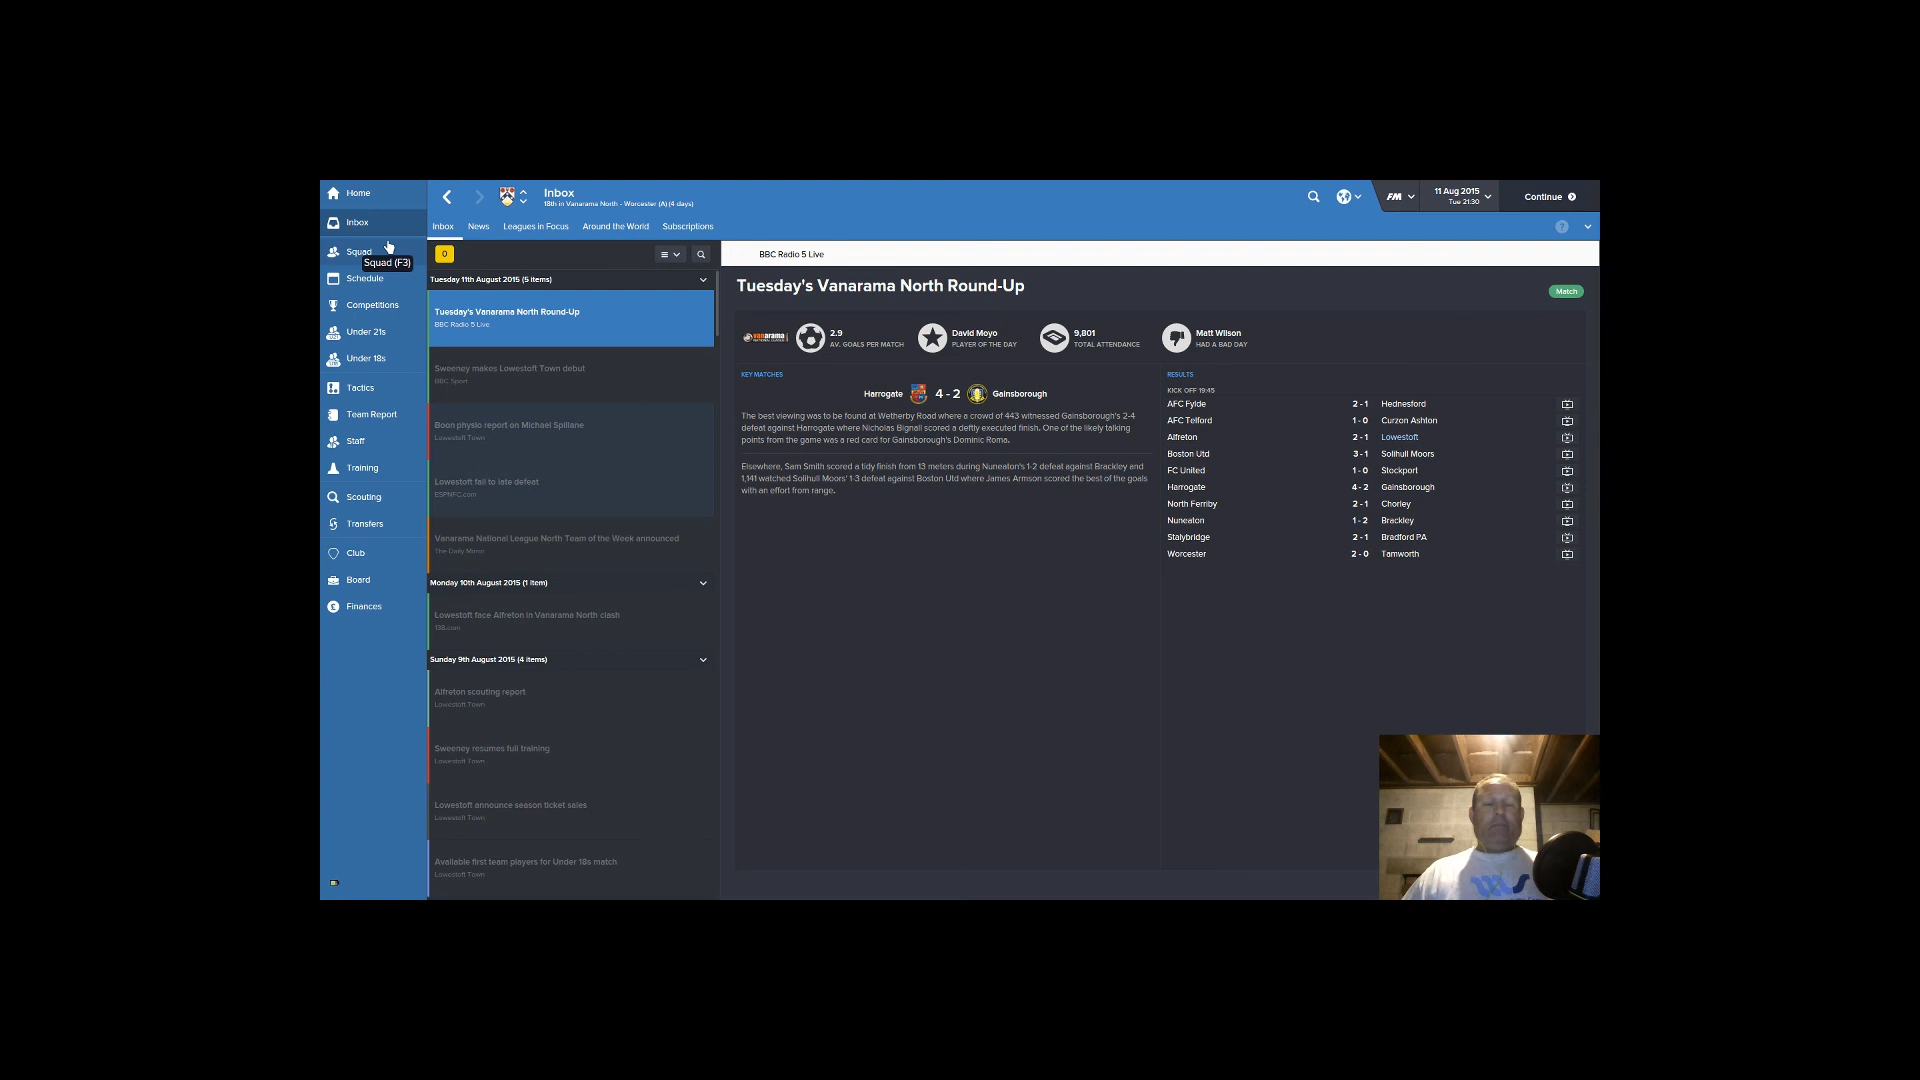 Home
Inbox
Squad
Squad (F3)
Schedule
Competitions
Under 21s
Under 18s
Tactics
Team Report
Staff
Training
Scouting
Transfers
Club
Board
Finances
Inbox
18th in Vanarama North - Worcester (A) (4 days)
FM
11 Aug 2015
Tue 21:30
Continue
Inbox News Leagues in Focus Around the World Subscriptions
?
0
Tuesday 11th August 2015 (5 items)
Tuesday's Vanarama North Round-Up
BBC Radio 5 Live
Sweeney makes Lowestoft Town debut
BBC Sport
Boon physio report on Michael Spillane
Lowestoft Town
Lowestoft fall to late defeat
ESPNFC.com
Vanarama National League North Team of the Week announced
The Daily Mirror
Monday 10th August 2015 (1 item)
Lowestoft face Alfreton in Vanarama North clash
138.com
Sunday 9th August 2015 (4 items)
Alfreton scouting report
Lowestoft Town
Sweeney resumes full training
Lowestoft Town
Lowestoft announce season ticket sales
Lowestoft Town
Available first team players for Under 18s match
Lowestoft Town
BBC Radio 5 Live
Tuesday's Vanarama North Round-Up
Match
vanarama
2.9
AV. GOALS PER MATCH
David Moyo
PLAYER OF THE DAY
9,801
TOTAL ATTENDANCE
Matt Wilson
HAD A BAD DAY
KEY MATCHES
Harrogate 4 - 2 Gainsborough
The best viewing was to be found at Wetherby Road where a crowd of 443 witnessed Gainsborough's 2-4
defeat against Harrogate where Nicholas Bignall scored a deftly executed finish. One of the likely talking
points from the game was a red card for Gainsborough's Dominic Roma.
Elsewhere, Sam Smith scored a tidy finish from 13 meters during Nuneaton's 1-2 defeat against Brackley and
1,141 watched Solihull Moors' 1-3 defeat against Boston Utd where James Armson scored the best of the goals
with an effort from range.
RESULTS
KICK OFF 19:45
AFC Fylde 2 - 1 Hednesford
AFC Telford 1 - 0 Curzon Ashton
Alfreton 2 - 1 Lowestoft
Boston Utd 3 - 1 Solihull Moors
FC United 1 - 0 Stockport
Harrogate 4 - 2 Gainsborough
North Ferriby 2 - 1 Chorley
Nuneaton 1 - 2 Brackley
Stalybridge 2 - 1 Bradford PA
Worcester 2 - 0 Tamworth